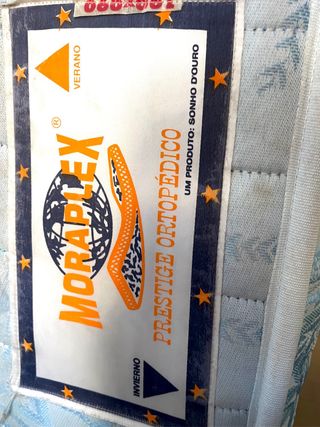 VERANO
MORAPLEX®
PRESTIGE ORTOPÉDICO
UM PRODUTO: SONHO D'OURO
INVIERNO